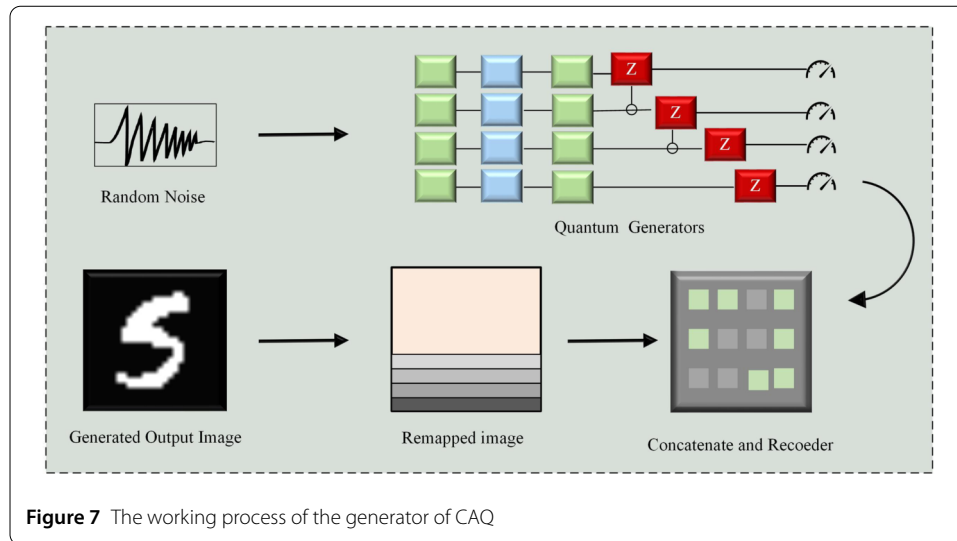 Z
Z
Z
Z
Random Noise
Quantum Generators
Generated Output Image
Remapped image
Concatenate and Recoeder
Figure 7 The working process of the generator of CAQ